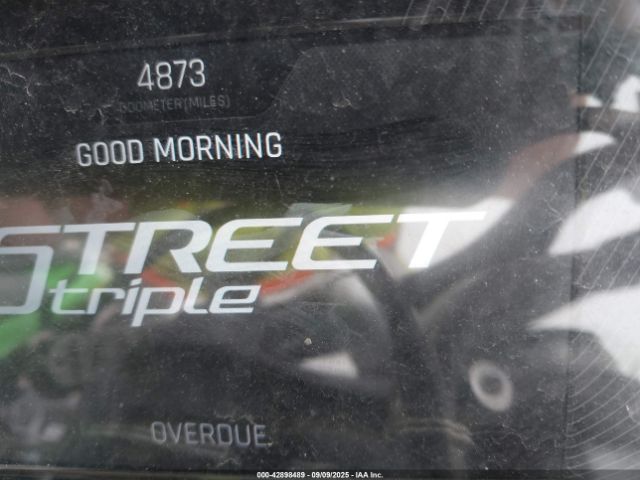 4873
ODOMETER(MILES)
GOOD MORNING
STREET
triple
OVERDUE
000-42898489 - 09/09/2025 - IAA Inc.